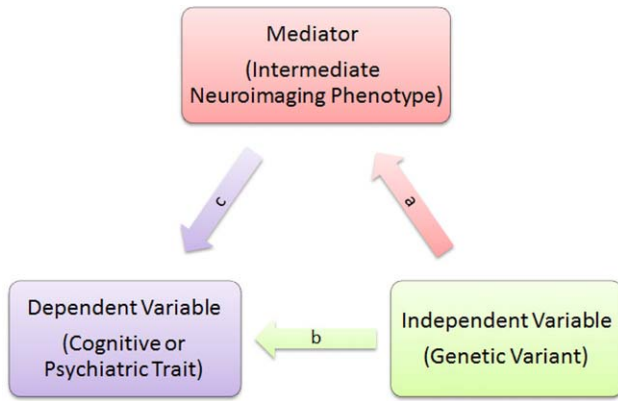 Mediator
(Intermediate
Neuroimaging Phenotype)
c
a
Dependent Variable
(Cognitive or
Psychiatric Trait)
b
Independent Variable
(Genetic Variant)